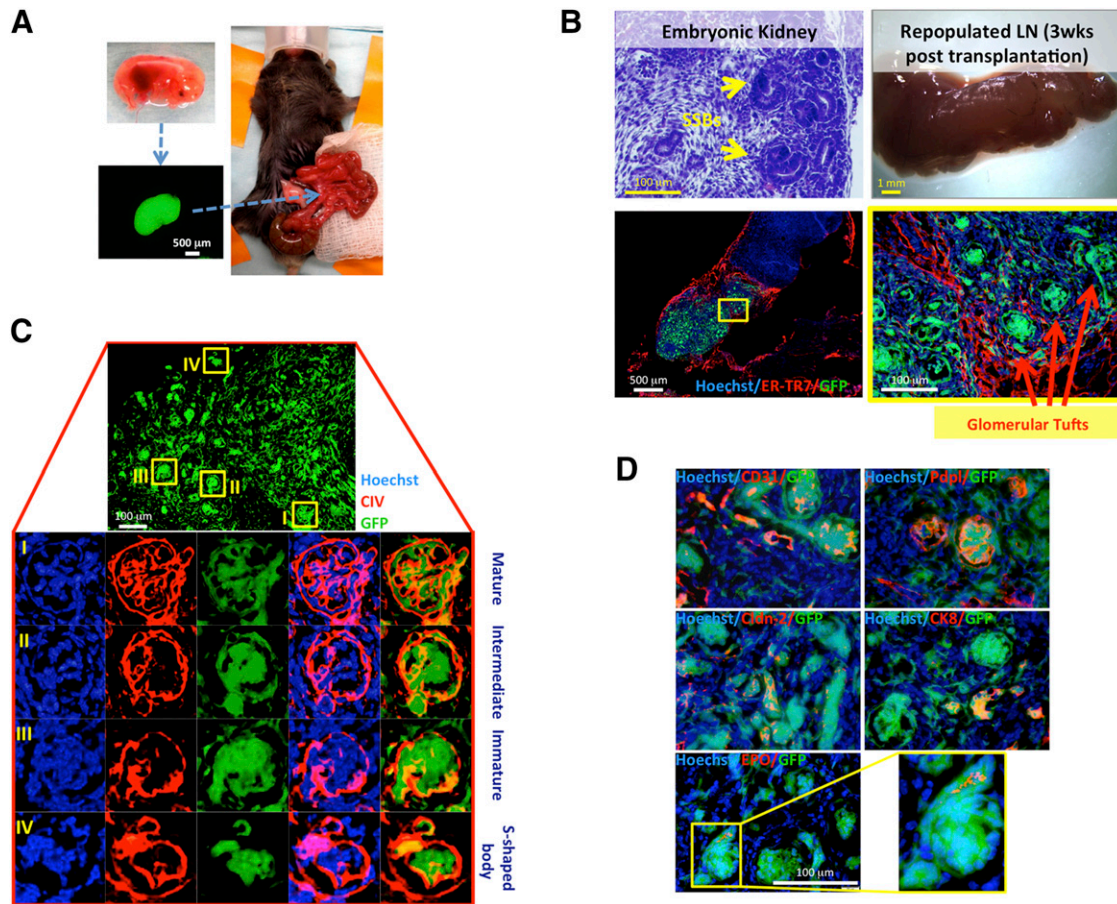 A
500 μm
B
Embryonic Kidney
SSBs
100 μm
Repopulated LN (3wks
post transplantation)
1 mm
500 μm
Hoechst/ER-TR7/GFP
100 μm
Glomerular Tufts
C
IV
III
II
I
100 μm
Hoechst
CIV
GFP
I
Mature
II
Intermediate
III
Immature
IV
S-shaped
body
D
Hoechst/CD31/GFP
Hoechst/Pdpl/GFP
Hoechst/Cldn-2/GFP
Hoechst/CK8/GFP
Hoechst/EPO/GFP
100 μm